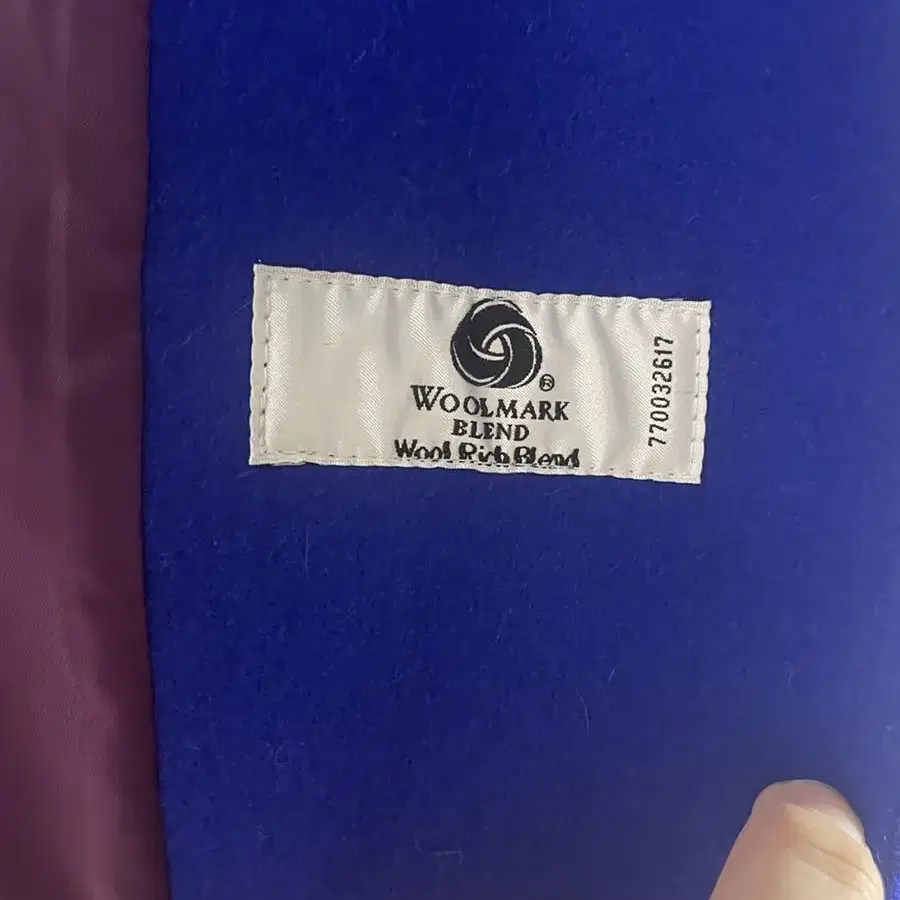 ®
WOOLMARK
BLEND
Wool Rich Blend
770032617